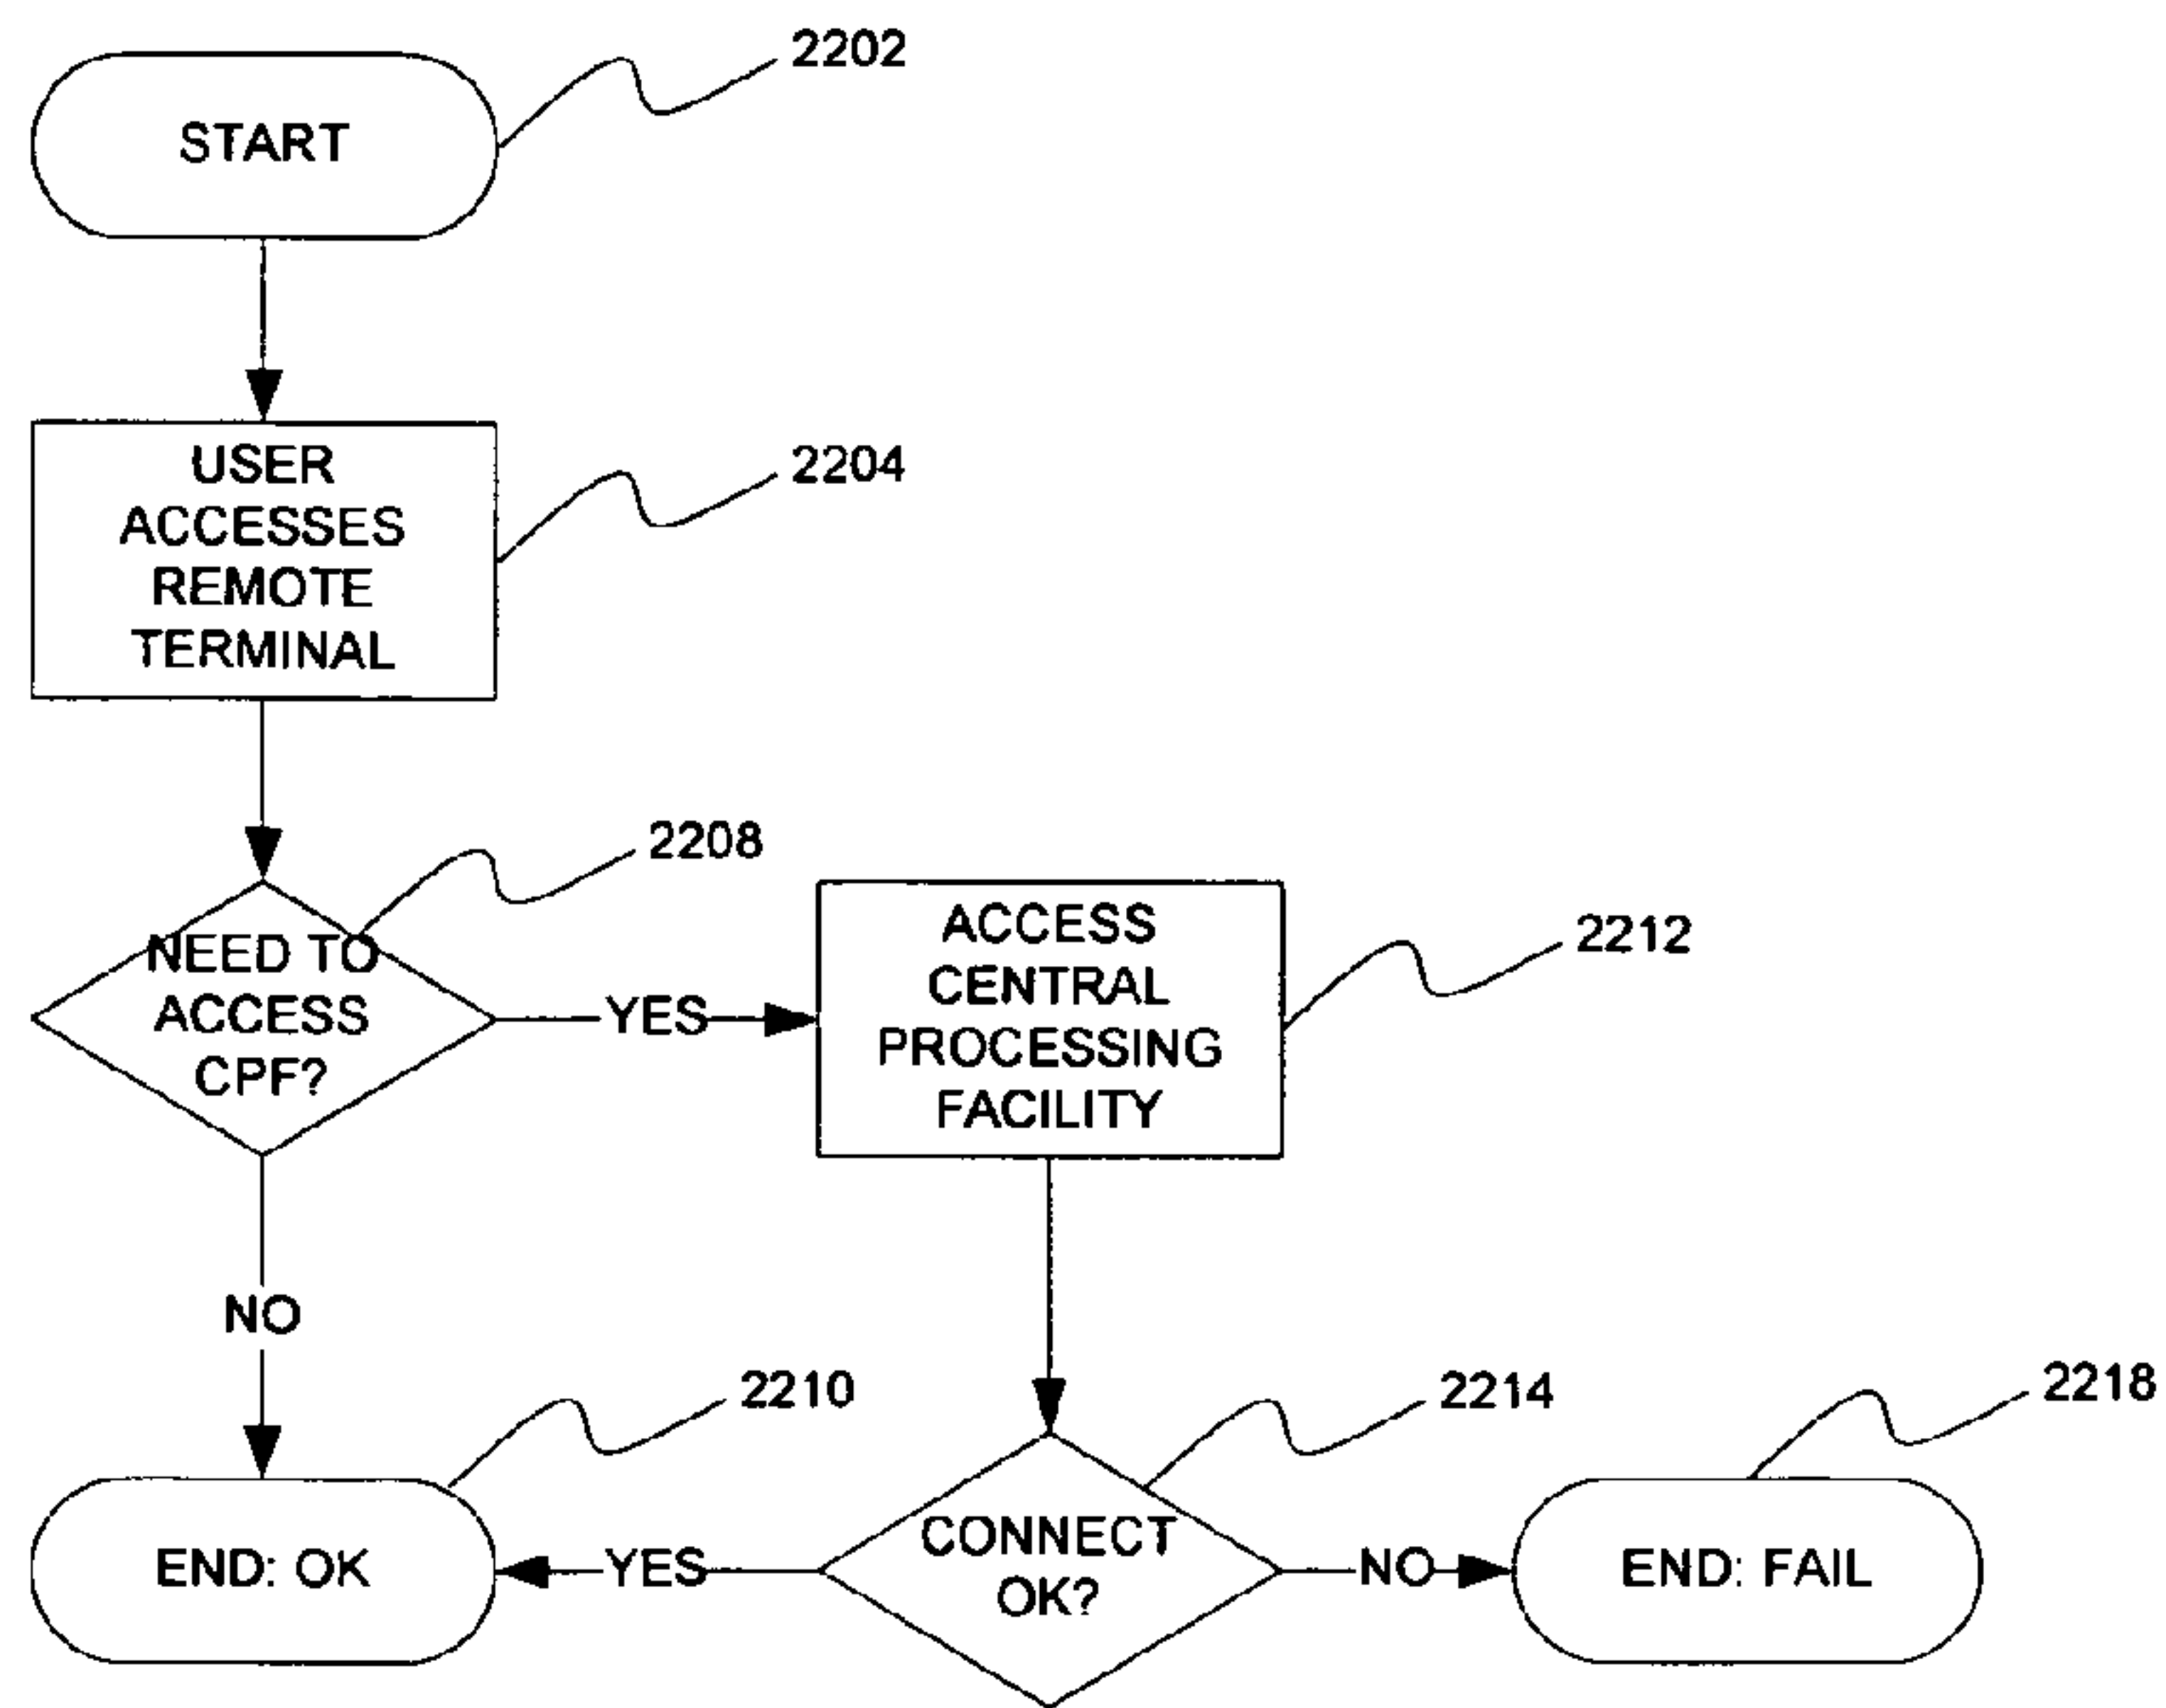 2202
START
2204
USER
ACCESSES
REMOTE
TERMINAL
2208
NEED TO
ACCESS
CPF?
YES
ACCESS
CENTRAL
PROCESSING
FACILITY
2212
NO
2210
2214
2218
END: OK
YES
CONNECT
OK?
NO
END: FAIL